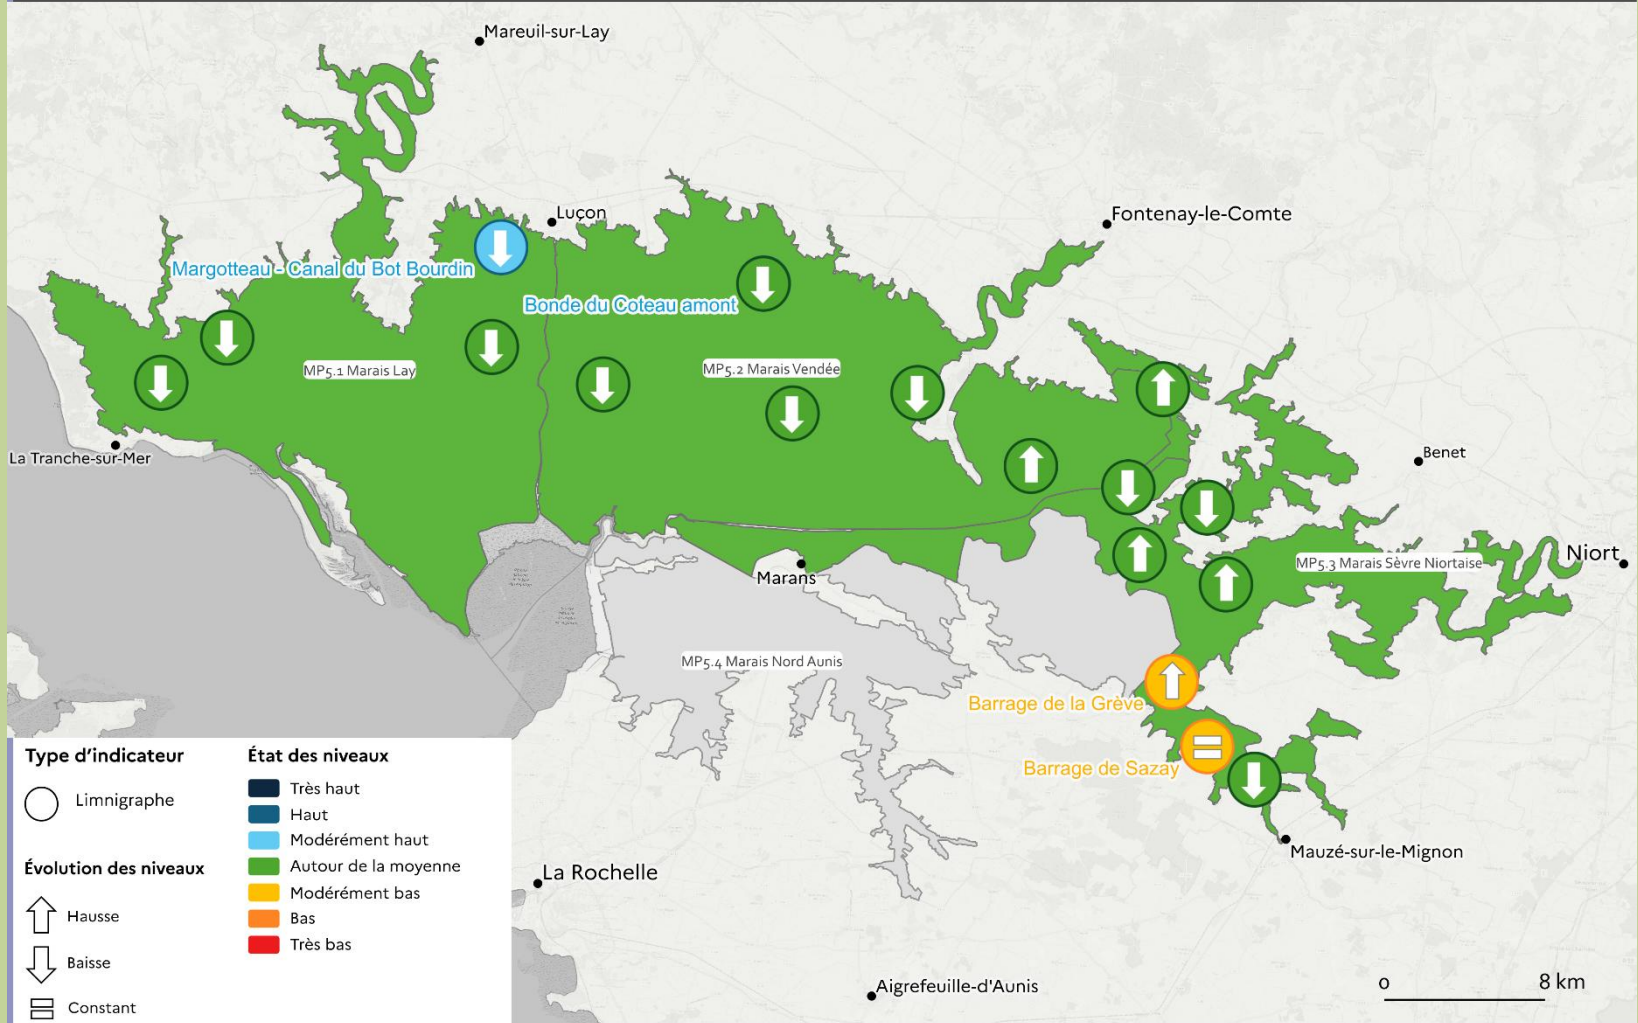 Mareuil-sur-Lay
Luçon
Fontenay-le-Comte
Margotteau - Canal du Bot Bourdin
Bonde du Coteau amont
MP5.1 Marais Lay
MP5.2 Marais Vendée
La Tranche-sur-Mer
Benet
Niort
MP5.3 Marais Sèvre Niortaise
Marans
MP5.4 Marais Nord Aunis
Barrage de la Grève
Barrage de Sazay
Mauzé-sur-le-Mignon
La Rochelle
Aigrefeuille-d'Aunis
0 8 km
Type d'indicateur
Limnigraphe
Évolution des niveaux
Hausse
Baisse
Constant
État des niveaux
Très haut
Haut
Modérément haut
Autour de la moyenne
Modérément bas
Bas
Très bas